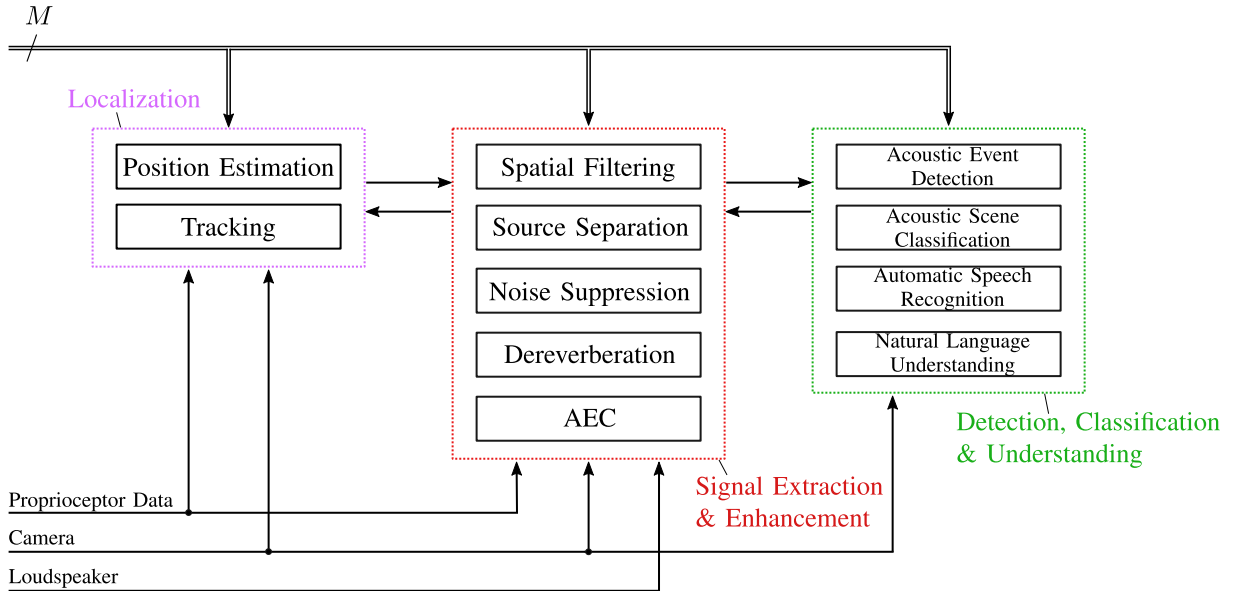 M
Localization
Position Estimation
Tracking
Spatial Filtering
Source Separation
Noise Suppression
Dereverberation
AEC
Acoustic Event
Detection
Acoustic Scene
Classification
Automatic Speech
Recognition
Natural Language
Understanding
Detection, Classification
& Understanding
Signal Extraction
& Enhancement
Proprioceptor Data
Camera
Loudspeaker